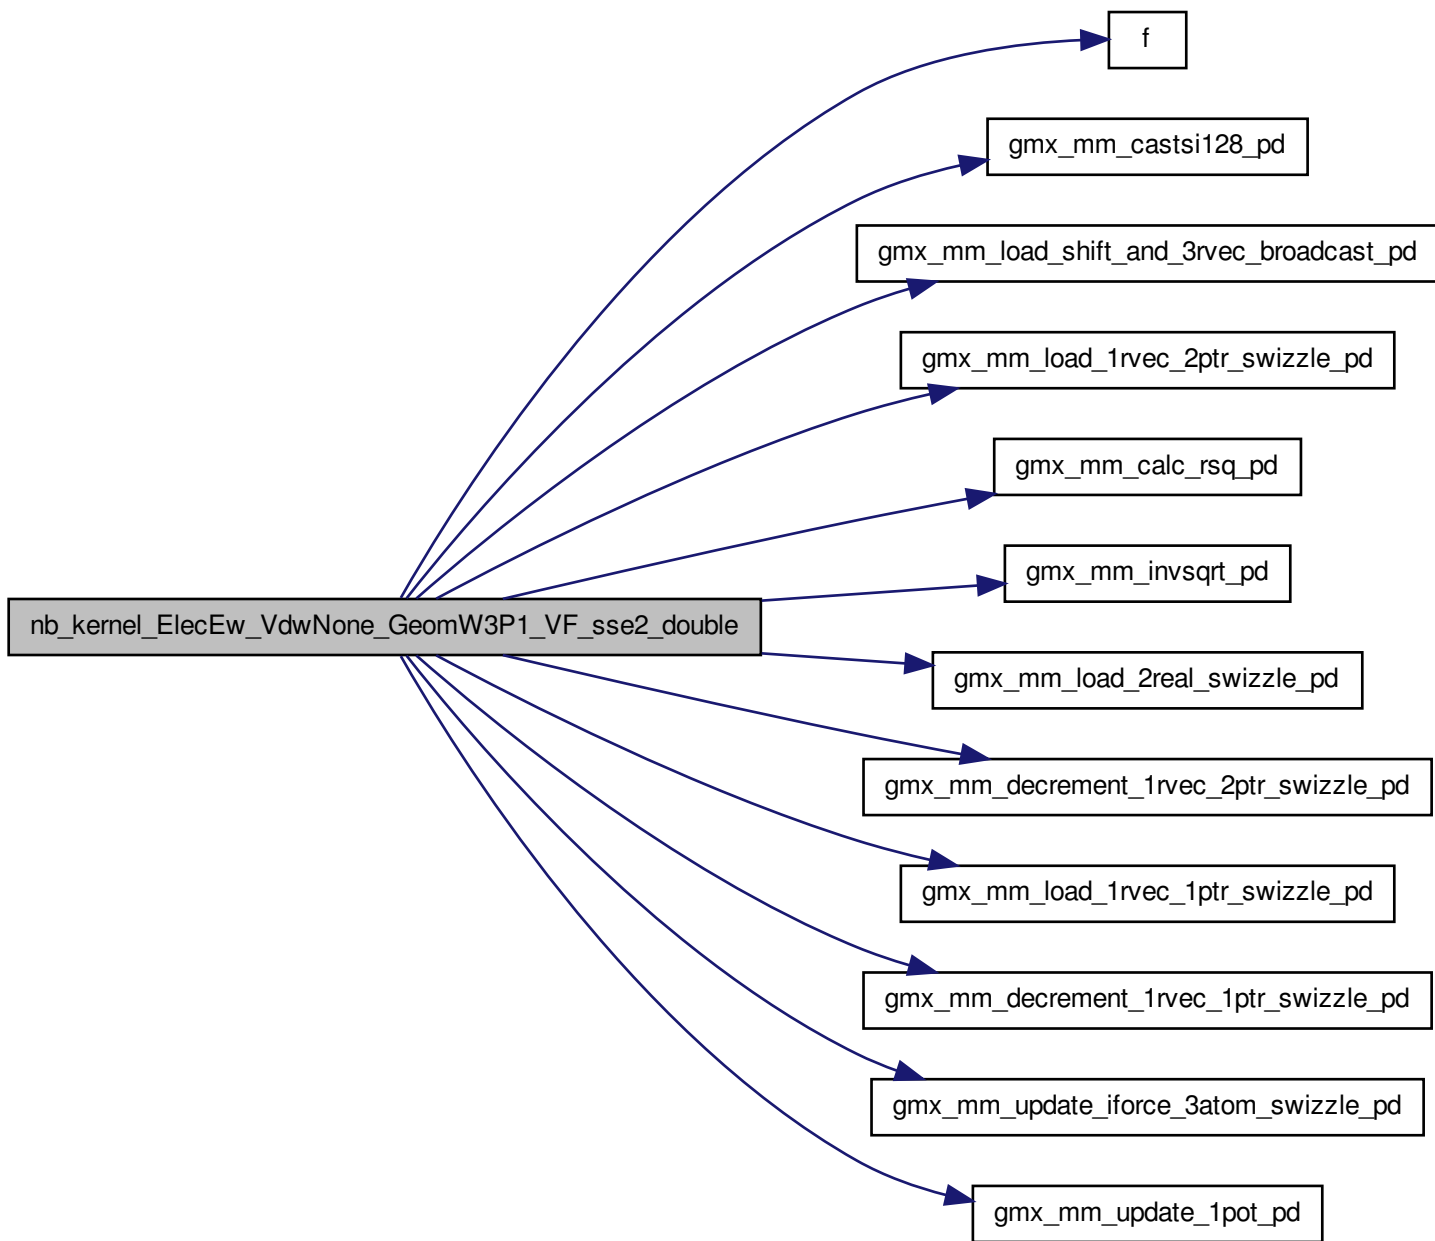 f
gmx_mm_castsi128_pd
gmx_mm_load_shift_and_3rvec_broadcast_pd
gmx_mm_load_1rvec_2ptr_swizzle_pd
gmx_mm_calc_rsq_pd
gmx_mm_invsqrt_pd
nb_kernel_ElecEw_VdwNone_GeomW3P1_VF_sse2_double
gmx_mm_load_2real_swizzle_pd
gmx_mm_decrement_1rvec_2ptr_swizzle_pd
gmx_mm_load_1rvec_1ptr_swizzle_pd
gmx_mm_decrement_1rvec_1ptr_swizzle_pd
gmx_mm_update_iforce_3atom_swizzle_pd
gmx_mm_update_1pot_pd